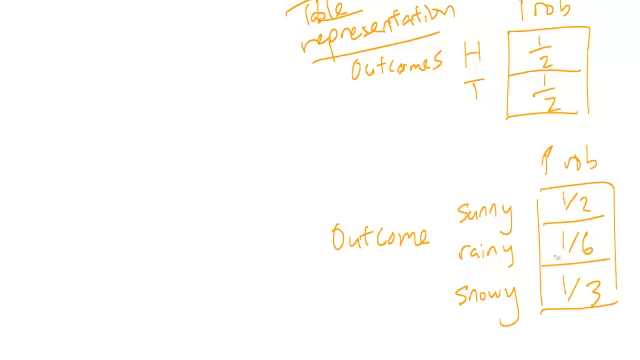 Table
representation
Prob
Outcomes H 1/2
T 1/2
Prob
sunny 1/2
Outcome rainy 1/6
snowy 1/3